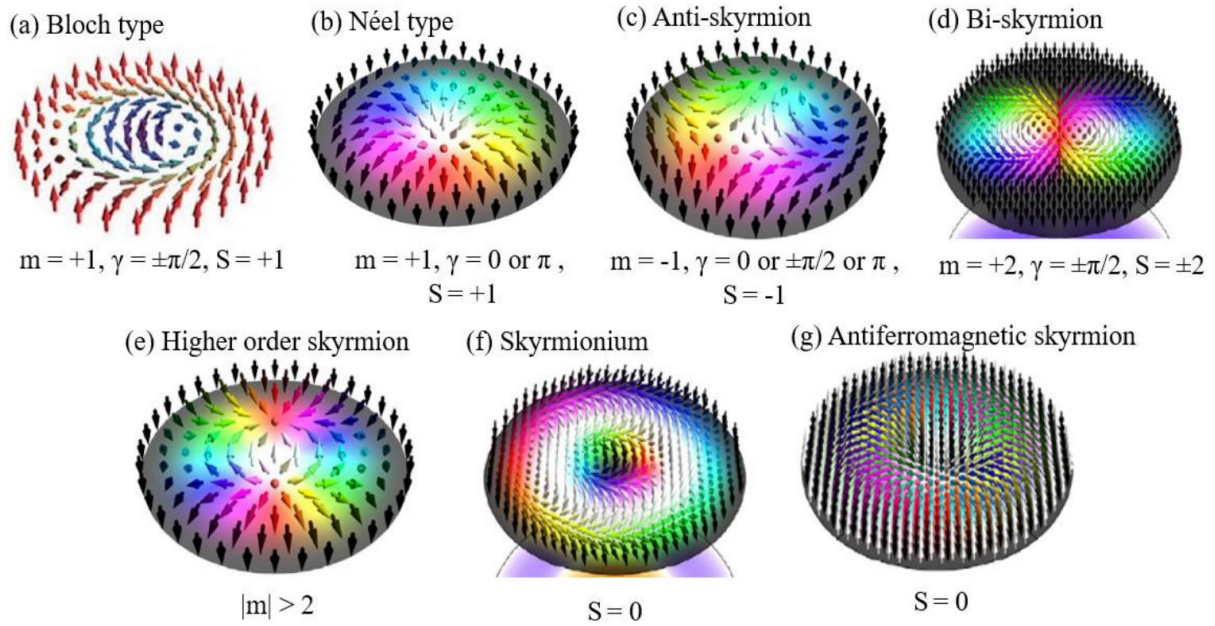 (a) Bloch type
(b) Néel type
(c) Anti-skyrmion
(d) Bi-skyrmion
m = +1, γ = ±π/2, S = +1
m = +1, γ = 0 or π ,
S = +1
m = -1, γ = 0 or ±π/2 or π ,
S = -1
m = +2, γ = ±π/2, S = ±2
(e) Higher order skyrmion
(f) Skyrmionium
(g) Antiferromagnetic skyrmion
|m| > 2
S = 0
S = 0